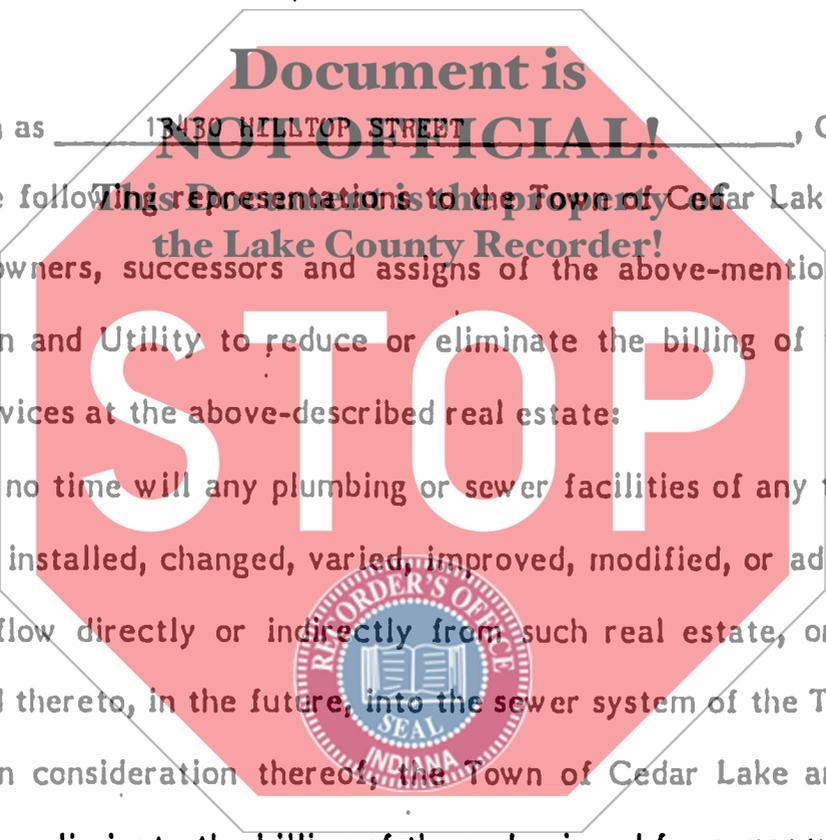 Document is
as 13430 HILLTOP STREET, C
NOT OFFICIAL!
following representations to the Town of Cedar Lak
This Document is the property of
the Lake County Recorder!
owners, successors and assigns of the above-mentio
n and Utility to reduce or eliminate the billing of
STOP
vices at the above-described real estate:
no time will any plumbing or sewer facilities of any
installed, changed, varied, improved, modified, or ad
flow directly or indirectly from such real estate, or
RECORDER'S OFFICE
thereto, in the future, into the sewer system of the T
SEAL
INDIANA
n consideration thereof, the Town of Cedar Lake a